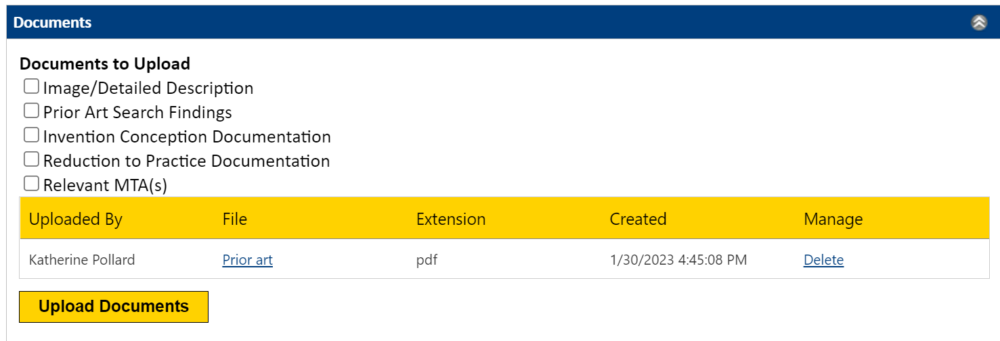 Documents
Documents to Upload
Image/Detailed Description
Prior Art Search Findings
Invention Conception Documentation
Reduction to Practice Documentation
Relevant MTA(s)
Uploaded By File Extension Created Manage
Katherine Pollard Prior art pdf 1/30/2023 4:45:08 PM Delete
Upload Documents